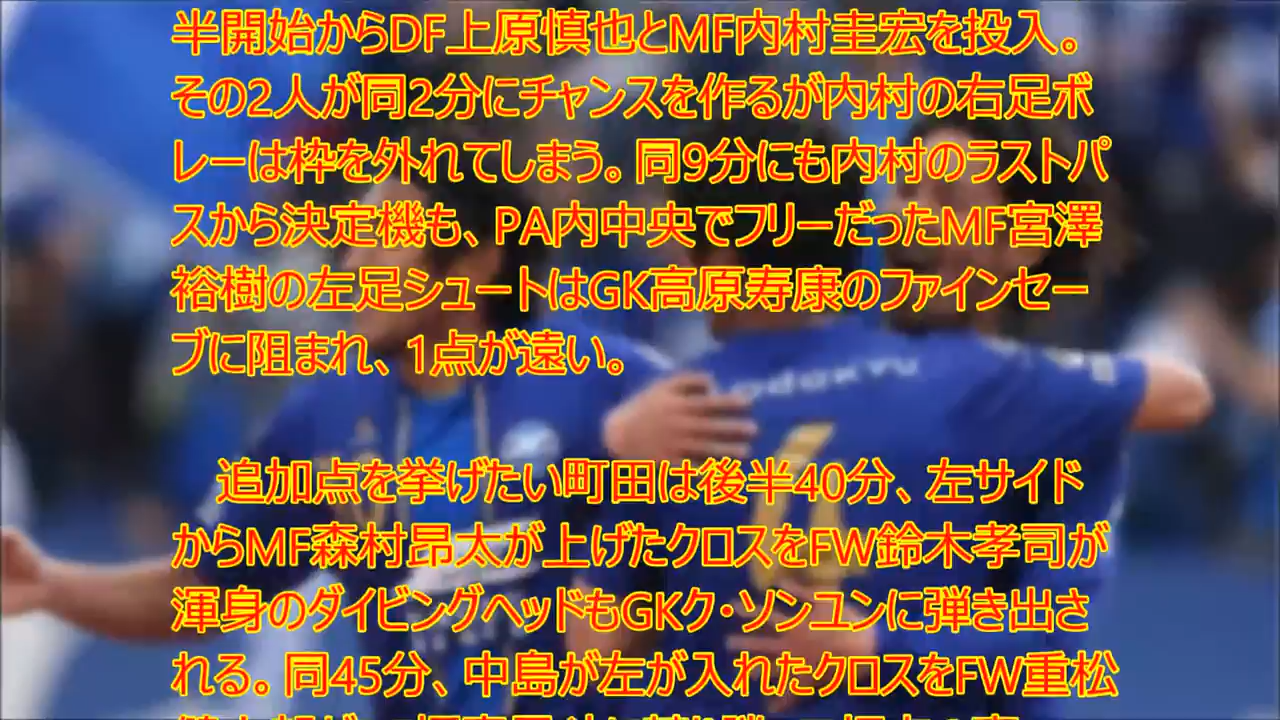 半開始からDF上原慎也とMF内村圭宏を投入。
その2人が同2分にチャンスを作るが内村の右足ボ
レーは枠を外れてしまう。同9分にも内村のラストパ
スから決定機も、PA内中央でフリーだったMF宮澤
裕樹の左足シュートはGK高原寿康のファインセー
ブに阻まれ、1点が遠い。
追加点を挙げたい町田は後半40分、左サイド
からMF森村昂太が上げたクロスをFW鈴木孝司が
渾身のダイビングヘッドもGKク・ソンユンに弾き出さ
れる。同45分、中島が左が入れたクロスをFW重松
odakyu